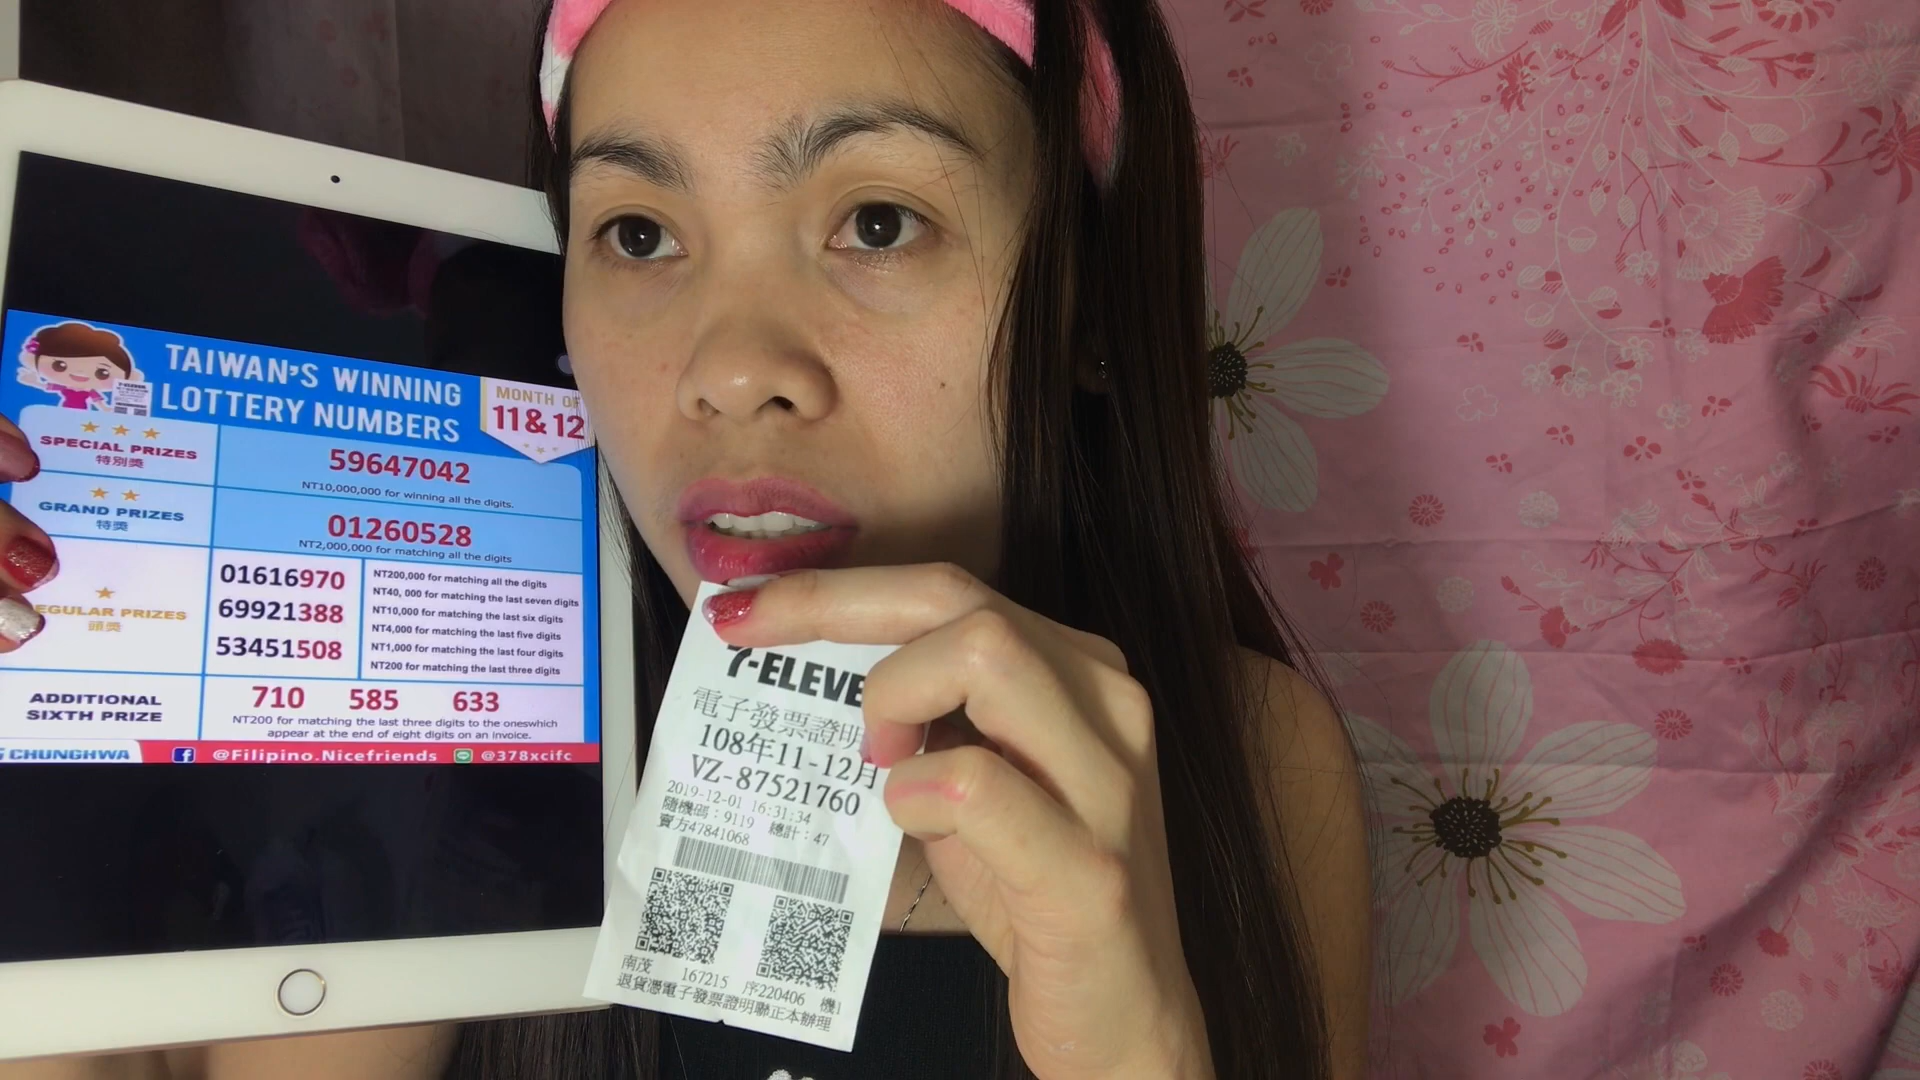 TAIWAN'S WINNING
LOTTERY NUMBERS
MONTH OF
11 & 12
SPECIAL PRIZES
特別獎
59647042
NT10,000,000 for winning all the digits.
GRAND PRIZES
特獎
01260528
NT2,000,000 for matching all the digits
EGULAR PRIZES
頭獎
01616970
69921388
53451508
NT200,000 for matching all the digits
NT40, 000 for matching the last seven digits
NT10,000 for matching the last six digits
NT4,000 for matching the last five digits
NT1,000 for matching the last four digits
NT200 for matching the last three digits
ADDITIONAL
SIXTH PRIZE
710 585 633
NT200 for matching the last three digits to the oneswhich
appear at the end of eight digits on an invoice.
CHUNGHWA @Filipino.Nicefriends @378xcifc
7-ELEVE
電子發票證明
108年11-12月
VZ-87521760
2019-12-01 16:31:34
隨機碼：9119 總計：47
賣方47841068
南茂 167215 序220406 機1
退貨憑電子發票證明聯正本辦理